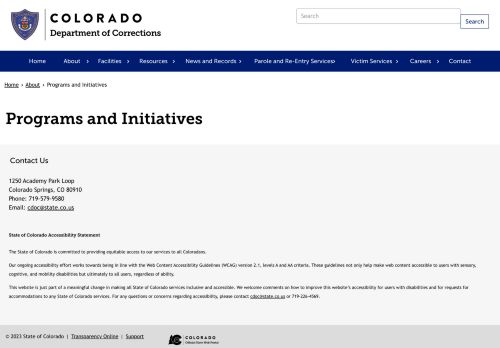 COLORADO
Department of Corrections
Search
Search
Home About Facilities Resources News and Records Parole and Re-Entry Services Victim Services Careers Contact
Home › About › Programs and Initiatives
Programs and Initiatives
Contact Us
1250 Academy Park Loop
Colorado Springs, CO 80910
Phone: 719-579-9580
Email: cdoc@state.co.us
State of Colorado Accessibility Statement
The State of Colorado is committed to providing equitable access to our services to all Coloradans.
Our ongoing accessibility effort works towards being in line with the Web Content Accessibility Guidelines (WCAG) version 2.1, levels A and AA criteria. These guidelines not only help make web content accessible to users with sensory,
cognitive, and mobility disabilities but ultimately to all users, regardless of ability.
This website is just part of a meaningful change in making all State of Colorado services inclusive and accessible. We welcome comments on how to improve this website's accessibility for users with disabilities and for requests for
accommodations to any State of Colorado services. For any questions or concerns regarding accessibility, please contact cdoc@state.co.us or 719-226-4569.
© 2023 State of Colorado | Transparency Online | Support
COLORADO
Official State Web Portal